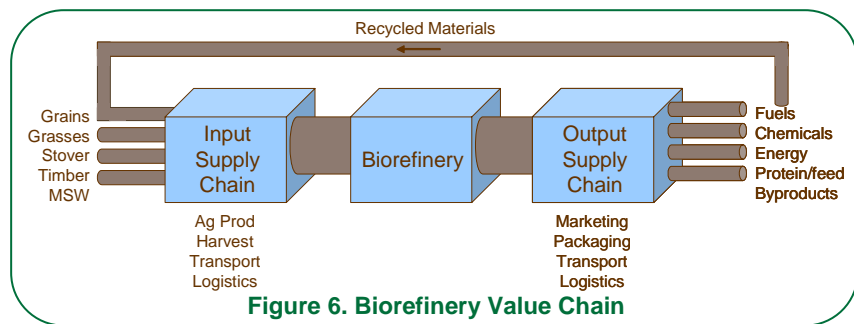 Recycled Materials
Grains
Grasses
Stover
Timber
MSW
Input
Supply
Chain
Biorefinery
Output
Supply
Chain
Fuels
Chemicals
Energy
Protein/feed
Byproducts
Ag Prod
Harvest
Transport
Logistics
Marketing
Packaging
Transport
Logistics
Figure 6. Biorefinery Value Chain